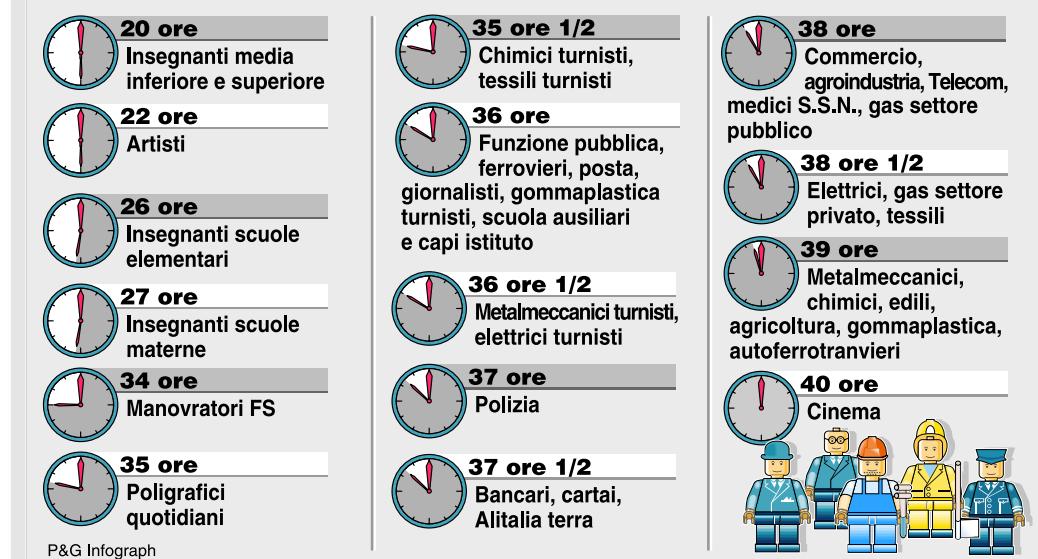 20 ore
Insegnanti media
inferiore e superiore
22 ore
Artisti
26 ore
Insegnanti scuole
elementari
27 ore
Insegnanti scuole
materne
34 ore
Manovratori FS
35 ore
Poligrafici
quotidiani
P&G Infograph
35 ore 1/2
Chimici turnisti,
tessili turnisti
36 ore
Funzione pubblica,
ferrovieri, posta,
giornalisti, gommaplastica
turnisti, scuola ausiliari
e capi istituto
36 ore 1/2
Metalmeccanici turnisti,
elettrici turnisti
37 ore
Polizia
37 ore 1/2
Bancari, cartai,
Alitalia terra
38 ore
Commercio,
agroindustria, Telecom,
medici S.S.N., gas settore
pubblico
38 ore 1/2
Elettrici, gas settore
privato, tessili
39 ore
Metalmeccanici,
chimici, edili,
agricoltura, gommaplastica,
autoferrotranvieri
40 ore
Cinema